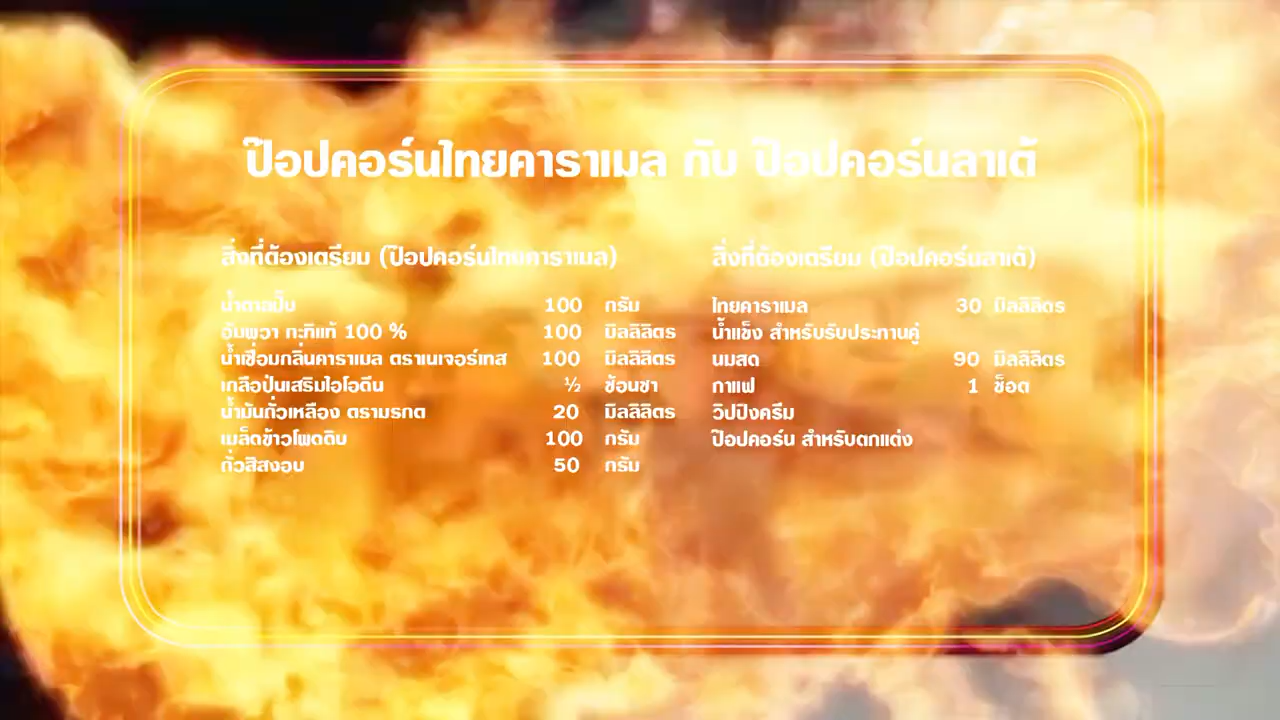 ป๊อปคอร์นไทยคาราเมล กับ ป๊อปคอร์นลาเต้
สิ่งที่ต้องเตรียม (ป๊อปคอร์นไทยคาราเมล)
น้ำตาลปี๊บ 100 กรัม
อัมพวา กะทิแท้ 100 % 100 มิลลิลิตร
น้ำเชื่อมกลิ่นคาราเมล ตราเนเจอร์เทส 100 มิลลิลิตร
เกลือป่นเสริมไอโอดีน ½ ช้อนชา
น้ำมันถั่วเหลือง ตรามรกต 20 มิลลิลิตร
เมล็ดข้าวโพดดิบ 100 กรัม
ถั่วลิสงอบ 50 กรัม
สิ่งที่ต้องเตรียม (ป๊อปคอร์นลาเต้)
ไทยคาราเมล 30 มิลลิลิตร
น้ำแข็ง สำหรับรับประทานคู่
นมสด 90 มิลลิลิตร
กาแฟ 1 ช็อต
วิปปิงครีม
ป๊อปคอร์น สำหรับตกแต่ง